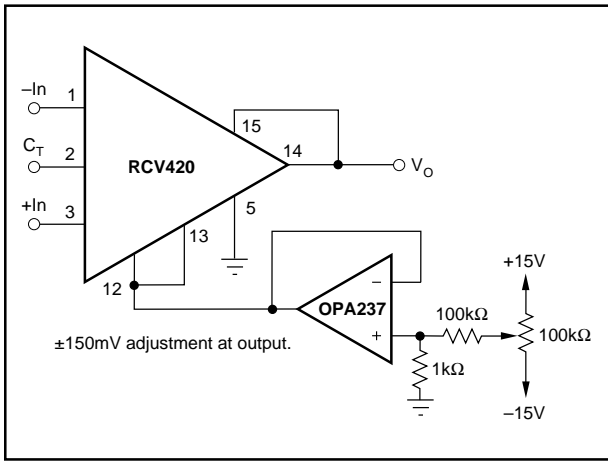 –In
1
15
14
C_T
2
RCV420
V_O
+In
3
5
13
12
–
+15V
OPA237
100kΩ
100kΩ
+
±150mV adjustment at output.
1kΩ
–15V